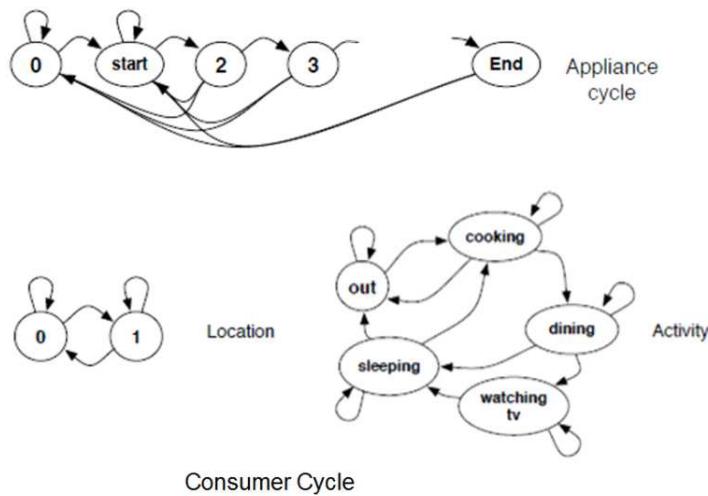 0
start
2
3
End
Appliance
cycle
cooking
out
0
1
Location
dining
Activity
sleeping
watching
tv
Consumer Cycle